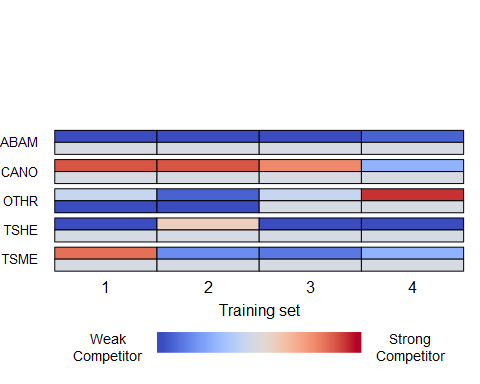 ABAM
CANO
OTHR
TSHE
TSME
1 2 3 4
Training set
Weak Competitor
Strong Competitor